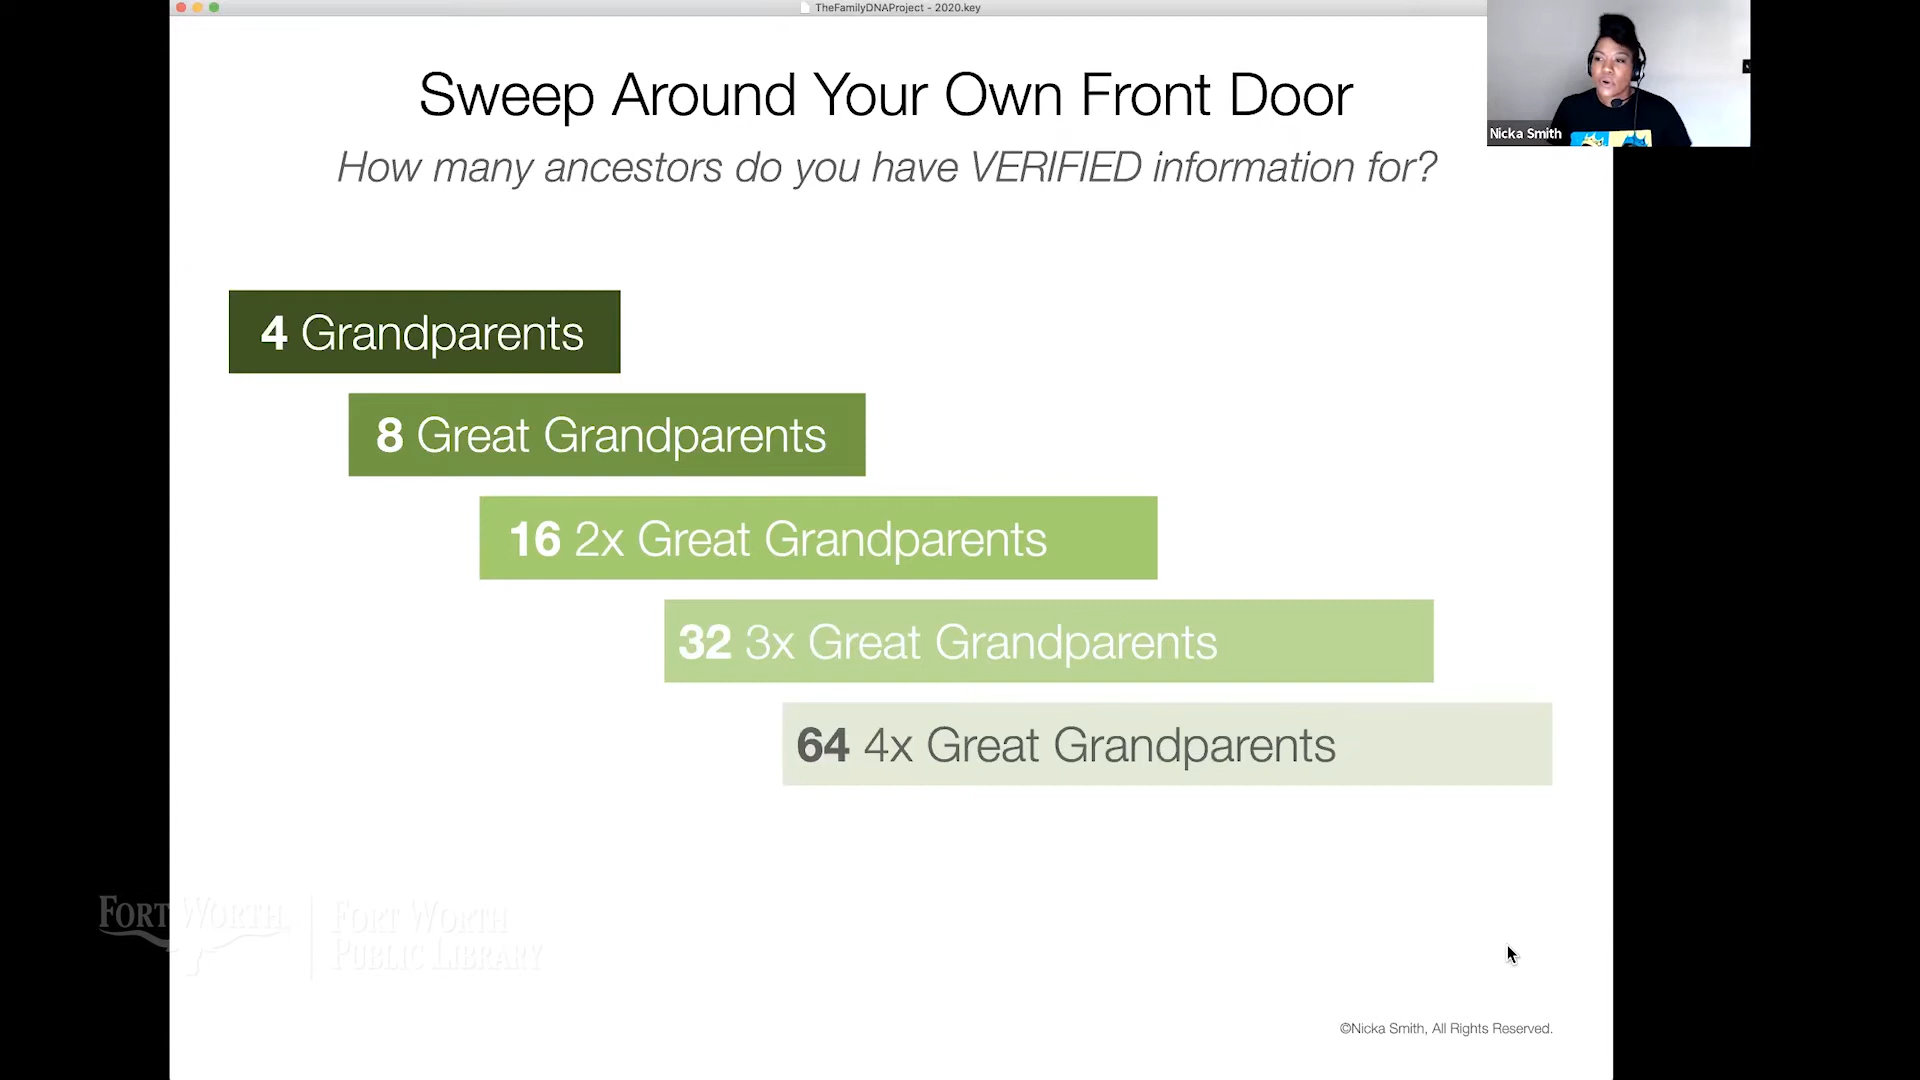 TheFamilyDNAProject - 2020.key
Sweep Around Your Own Front Door
How many ancestors do you have VERIFIED information for?
Nicka Smith
4 Grandparents
8 Great Grandparents
16 2x Great Grandparents
32 3x Great Grandparents
64 4x Great Grandparents
FORT WORTH
FORT WORTH
PUBLIC LIBRARY
©Nicka Smith, All Rights Reserved.